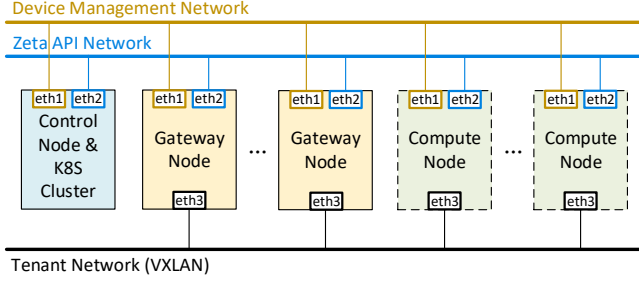 Device Management Network
Zeta API Network
eth1 eth2 eth1 eth2 eth1 eth2 eth1 eth2 eth1 eth2
Control
Node &
K8S
Cluster
Gateway
Node
...
Gateway
Node
Compute
Node
...
Compute
Node
eth3 eth3 eth3 eth3
Tenant Network (VXLAN)